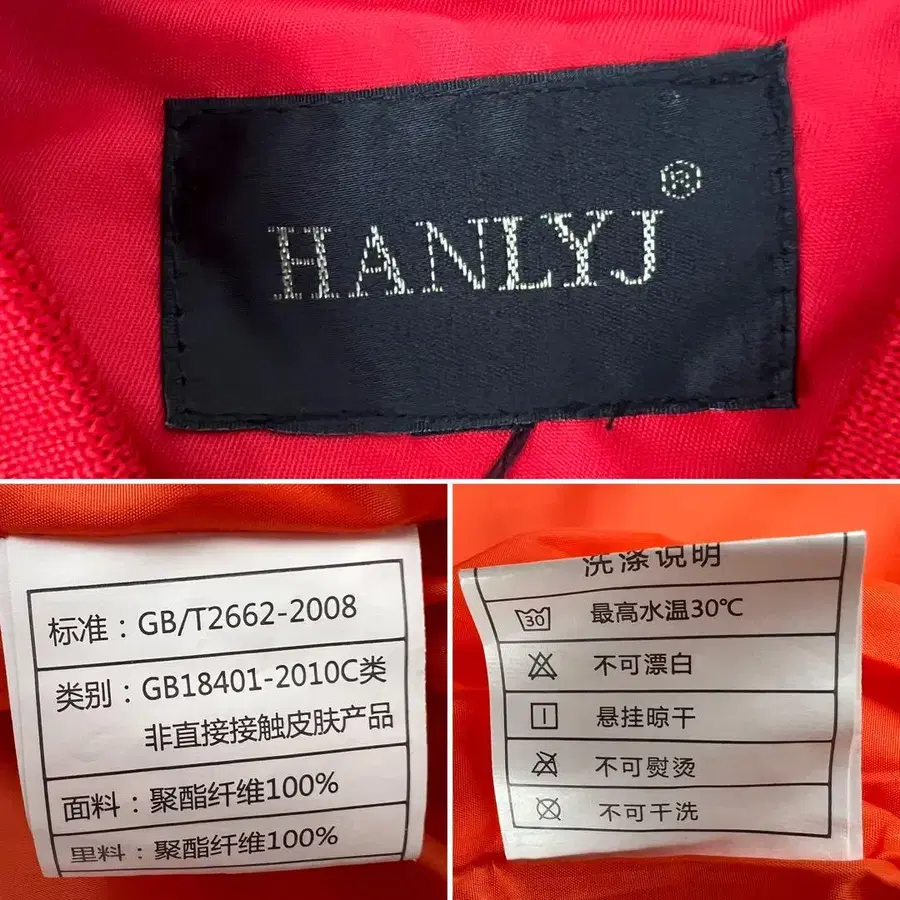 HANLYJ®
标准：GB/T2662-2008
类别：GB18401-2010C类
非直接接触皮肤产品
面料：聚酯纤维100%
里料：聚酯纤维100%
洗涤说明
30 最高水温30℃
不可漂白
悬挂晾干
不可熨烫
不可干洗